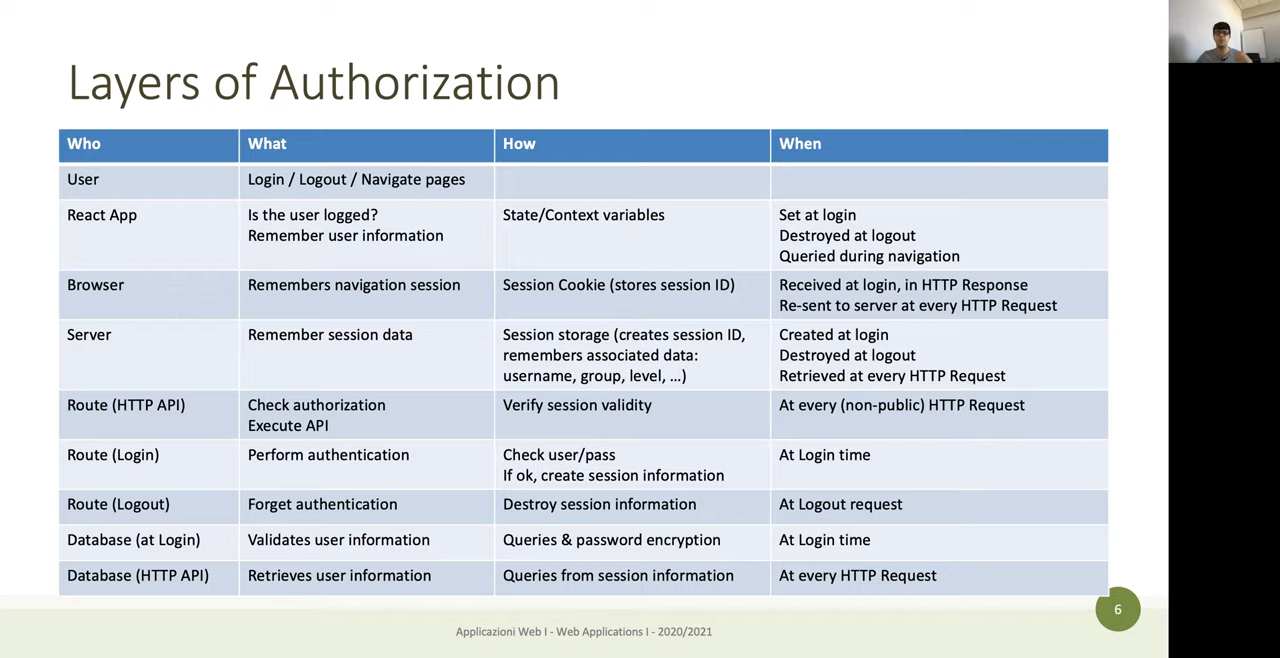 Layers of Authorization
Who What How When
User Login / Logout / Navigate pages
React App Is the user logged? State/Context variables Set at login
Remember user information Destroyed at logout
Queried during navigation
Browser Remembers navigation session Session Cookie (stores session ID) Received at login, in HTTP Response
Re-sent to server at every HTTP Request
Server Remember session data Session storage (creates session ID, Created at login
remembers associated data: Destroyed at logout
username, group, level, ...) Retrieved at every HTTP Request
Route (HTTP API) Check authorization Verify session validity At every (non-public) HTTP Request
Execute API
Route (Login) Perform authentication Check user/pass At Login time
If ok, create session information
Route (Logout) Forget authentication Destroy session information At Logout request
Database (at Login) Validates user information Queries & password encryption At Login time
Database (HTTP API) Retrieves user information Queries from session information At every HTTP Request
6
Applicazioni Web I - Web Applications I - 2020/2021